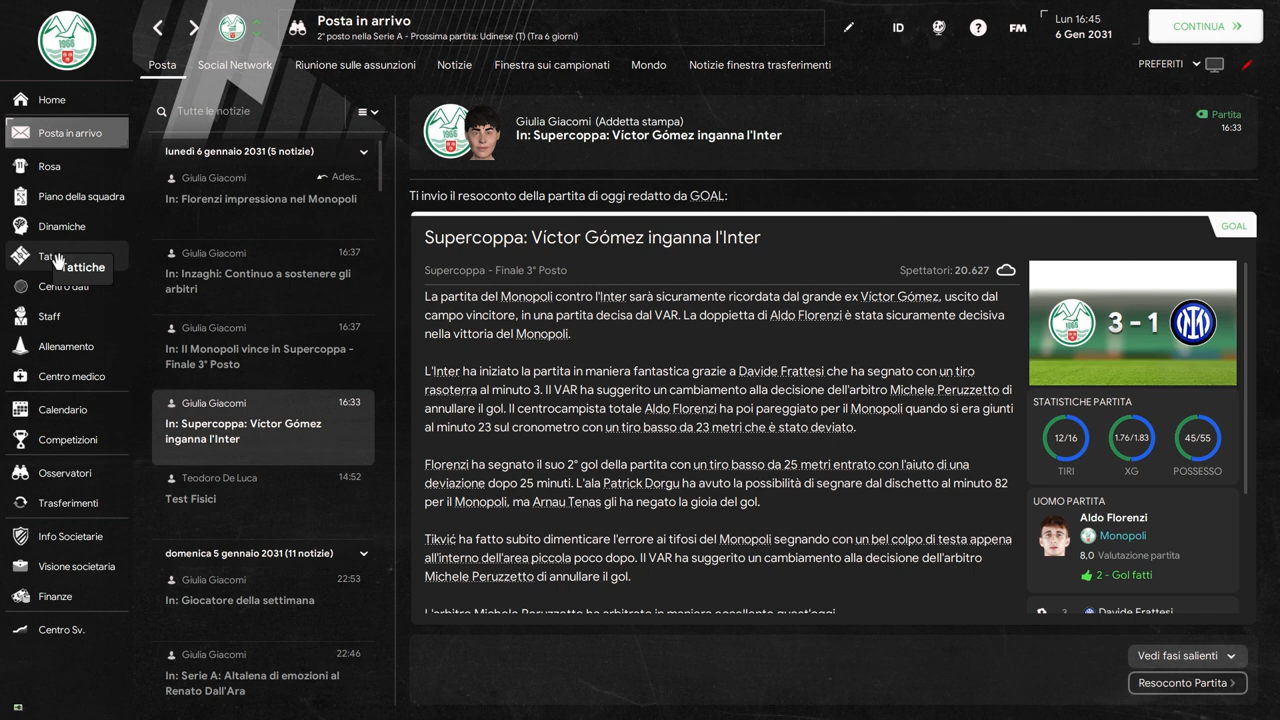 Posta in arrivo
2° posto nella Serie A - Prossima partita: Udinese (T) (Tra 6 giorni)
ID
FM
Lun 16:45
6 Gen 2031
CONTINUA
Posta
Social Network
Riunione sulle assunzioni
Notizie
Finestra sui campionati
Mondo
Notizie finestra trasferimenti
PREFERITI
1966
Home
Posta in arrivo
Rosa
Piano della squadra
Dinamiche
Tattiche
Centro dati
Staff
Allenamento
Centro medico
Calendario
Competizioni
Osservatori
Trasferimenti
Info Societarie
Visione societaria
Finanze
Centro Sv.
Tutte le notizie
lunedì 6 gennaio 2031 (5 notizie)
Giulia Giacomi
Ades...
In: Florenzi impressiona nel Monopoli
Giulia Giacomi
16:37
In: Inzaghi: Continuo a sostenere gli
arbitri
Giulia Giacomi
16:37
In: Il Monopoli vince in Supercoppa -
Finale 3° Posto
Giulia Giacomi
16:33
In: Supercoppa: Víctor Gómez
inganna l'Inter
Teodoro De Luca
14:52
Test Fisici
domenica 5 gennaio 2031 (11 notizie)
Giulia Giacomi
22:53
In: Giocatore della settimana
Giulia Giacomi
22:46
In: Serie A: Altalena di emozioni al
Renato Dall'Ara
Giulia Giacomi (Addetta stampa)
In: Supercoppa: Víctor Gómez inganna l'Inter
Partita
16:33
Ti invio il resoconto della partita di oggi redatto da GOAL:
GOAL
Supercoppa: Víctor Gómez inganna l'Inter
Supercoppa - Finale 3° Posto
Spettatori: 20.627
La partita del Monopoli contro l'Inter sarà sicuramente ricordata dal grande ex Víctor Gómez, uscito dal
campo vincitore, in una partita decisa dal VAR. La doppietta di Aldo Florenzi è stata sicuramente decisiva
nella vittoria del Monopoli.
L'Inter ha iniziato la partita in maniera fantastica grazie a Davide Frattesi che ha segnato con un tiro
rasoterra al minuto 3. Il VAR ha suggerito un cambiamento alla decisione dell'arbitro Michele Peruzzetto di
annullare il gol. Il centrocampista totale Aldo Florenzi ha poi pareggiato per il Monopoli quando si era giunti
al minuto 23 sul cronometro con un tiro basso da 23 metri che è stato deviato.
Florenzi ha segnato il suo 2° gol della partita con un tiro basso da 25 metri entrato con l'aiuto di una
deviazione dopo 25 minuti. L'ala Patrick Dorgu ha avuto la possibilità di segnare dal dischetto al minuto 82
per il Monopoli, ma Arnau Tenas gli ha negato la gioia del gol.
Tikvić ha fatto subito dimenticare l'errore ai tifosi del Monopoli segnando con un bel colpo di testa appena
all'interno dell'area piccola poco dopo. Il VAR ha suggerito un cambiamento alla decisione dell'arbitro
Michele Peruzzetto di annullare il gol.
L'arbitro Michele Peruzzetto ha arbitrato in maniera eccellente quest'oggi.
3 - 1
STATISTICHE PARTITA
12/16
1.76/1.83
45/55
TIRI
XG
POSSESSO
UOMO PARTITA
Aldo Florenzi
Monopoli
8,0 Valutazione partita
2 - Gol fatti
3
Davide Frattesi
Vedi fasi salienti
Resoconto Partita